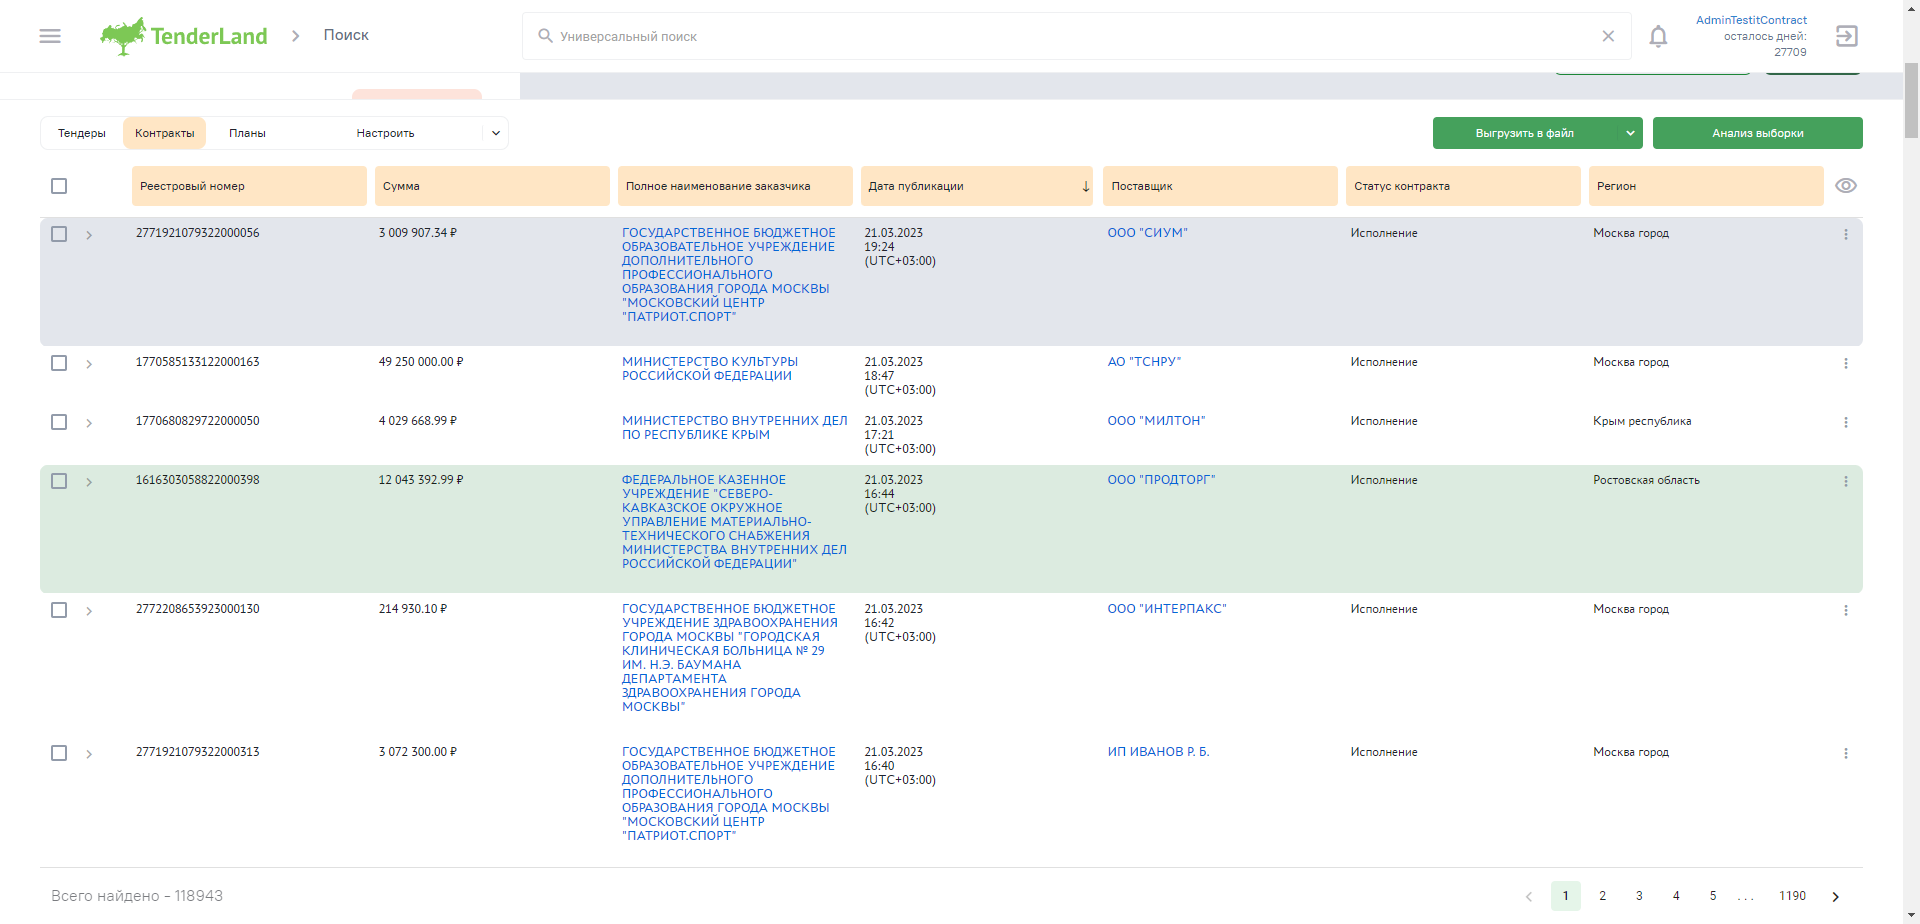 TenderLand
Поиск
Универсальный поиск
AdminTestitContract
осталось дней:
27709
Тендеры
Контракты
Планы
Настроить
Выгрузить в файл
Анализ выборки
Реестровый номер
Сумма
Полное наименование заказчика
Дата публикации
Поставщик
Статус контракта
Регион
2771921079322000056
3 009 907.34 ₽
ГОСУДАРСТВЕННОЕ БЮДЖЕТНОЕ
ОБРАЗОВАТЕЛЬНОЕ УЧРЕЖДЕНИЕ
ДОПОЛНИТЕЛЬНОГО
ПРОФЕССИОНАЛЬНОГО
ОБРАЗОВАНИЯ ГОРОДА МОСКВЫ
"МОСКОВСКИЙ ЦЕНТР
"ПАТРИОТ.СПОРТ"
21.03.2023
19:24
(UTC+03:00)
ООО "СИУМ"
Исполнение
Москва город
1770585133122000163
49 250 000.00 ₽
МИНИСТЕРСТВО КУЛЬТУРЫ
РОССИЙСКОЙ ФЕДЕРАЦИИ
21.03.2023
18:47
(UTC+03:00)
АО "ТСНРУ"
Исполнение
Москва город
1770680829722000050
4 029 668.99 ₽
МИНИСТЕРСТВО ВНУТРЕННИХ ДЕЛ
ПО РЕСПУБЛИКЕ КРЫМ
21.03.2023
17:21
(UTC+03:00)
ООО "МИЛТОН"
Исполнение
Крым республика
1616303058822000398
12 043 392.99 ₽
ФЕДЕРАЛЬНОЕ КАЗЕННОЕ
УЧРЕЖДЕНИЕ "СЕВЕРО-
КАВКАЗСКОЕ ОКРУЖНОЕ
УПРАВЛЕНИЕ МАТЕРИАЛЬНО-
ТЕХНИЧЕСКОГО СНАБЖЕНИЯ
МИНИСТЕРСТВА ВНУТРЕННИХ ДЕЛ
РОССИЙСКОЙ ФЕДЕРАЦИИ"
21.03.2023
16:44
(UTC+03:00)
ООО "ПРОДТОРГ"
Исполнение
Ростовская область
2772208653923000130
214 930.10 ₽
ГОСУДАРСТВЕННОЕ БЮДЖЕТНОЕ
УЧРЕЖДЕНИЕ ЗДРАВООХРАНЕНИЯ
ГОРОДА МОСКВЫ "ГОРОДСКАЯ
КЛИНИЧЕСКАЯ БОЛЬНИЦА № 29
ИМ. Н.Э. БАУМАНА
ДЕПАРТАМЕНТА
ЗДРАВООХРАНЕНИЯ ГОРОДА
МОСКВЫ"
21.03.2023
16:42
(UTC+03:00)
ООО "ИНТЕРПАКС"
Исполнение
Москва город
2771921079322000313
3 072 300.00 ₽
ГОСУДАРСТВЕННОЕ БЮДЖЕТНОЕ
ОБРАЗОВАТЕЛЬНОЕ УЧРЕЖДЕНИЕ
ДОПОЛНИТЕЛЬНОГО
ПРОФЕССИОНАЛЬНОГО
ОБРАЗОВАНИЯ ГОРОДА МОСКВЫ
"МОСКОВСКИЙ ЦЕНТР
"ПАТРИОТ.СПОРТ"
21.03.2023
16:40
(UTC+03:00)
ИП ИВАНОВ Р. Б.
Исполнение
Москва город
Всего найдено - 118943
1 2 3 4 5 ... 1190